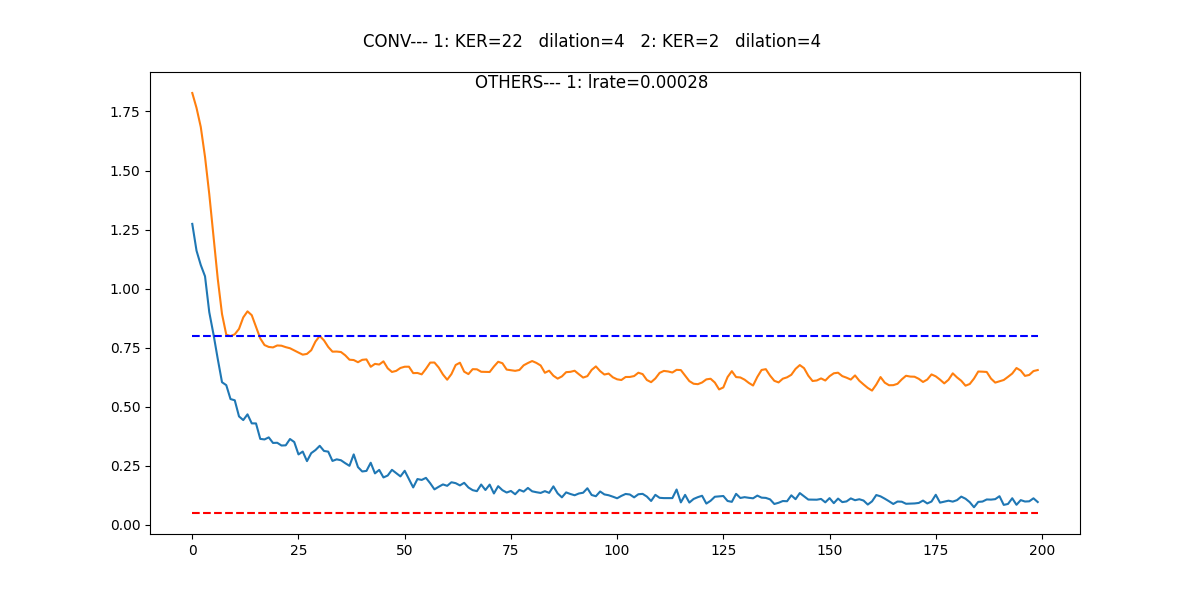 CONV--- 1: KER=22   dilation=4   2: KER=2   dilation=4
OTHERS--- 1: lrate=0.00028
1.75
1.50
1.25
1.00
0.75
0.50
0.25
0.00
0 25 50 75 100 125 150 175 200